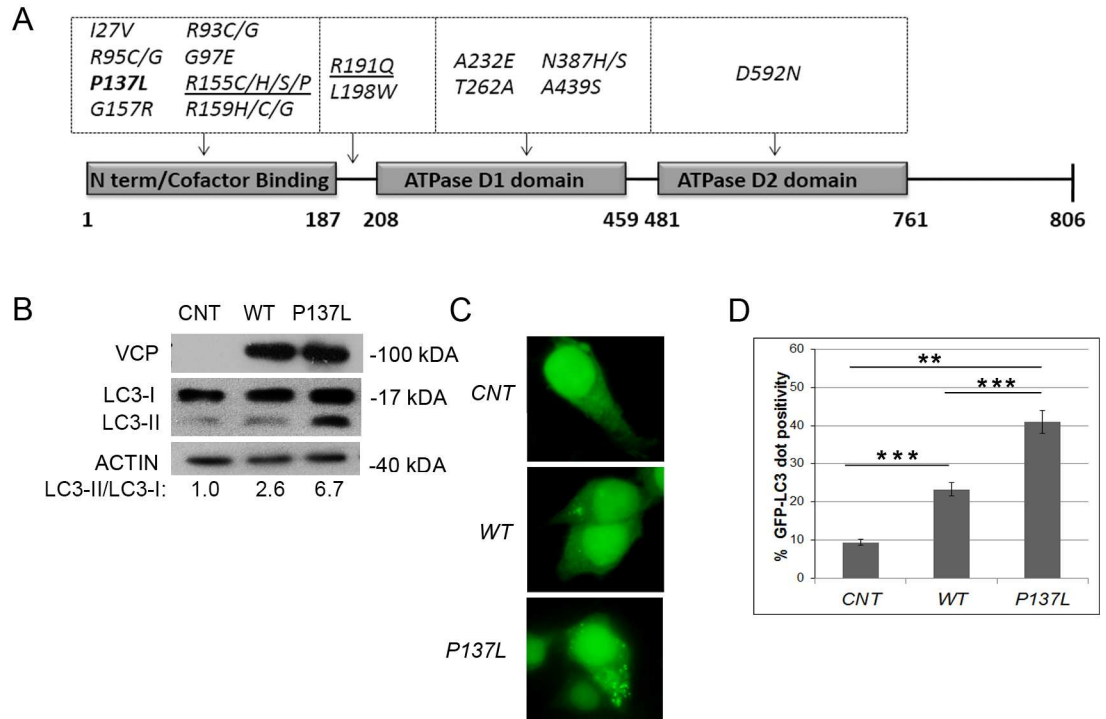 A
I27V R93C/G
R95C/G G97E
P137L R155C/H/S/P
G157R R159H/C/G
R191Q
L198W
A232E N387H/S
T262A A439S
D592N
N term/Cofactor Binding ATPase D1 domain ATPase D2 domain
1 187 208 459 481 761 806
B
CNT WT P137L
VCP -100 kDA
LC3-I -17 kDA
LC3-II
ACTIN -40 kDA
LC3-II/LC3-I: 1.0 2.6 6.7
C
CNT
WT
P137L
D
% GFP-LC3 dot positivity
60
50
40
30
20
10
0
**
***
***
CNT WT P137L